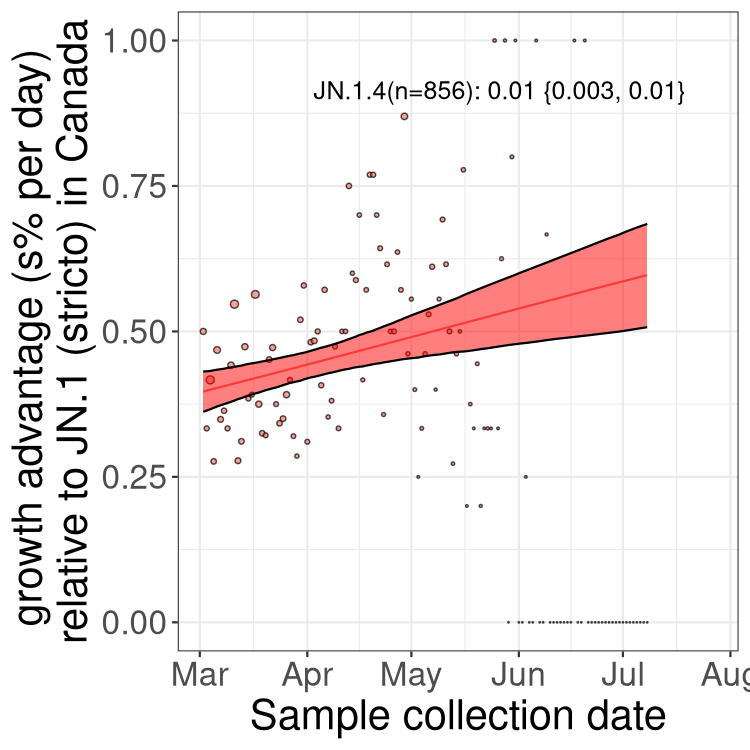 growth advantage (s% per day)
relative to JN.1 (stricto) in Canada
1.00
0.75
0.50
0.25
0.00
JN.1.4(n=856): 0.01 {0.003, 0.01}
Mar Apr May Jun Jul Aug
Sample collection date